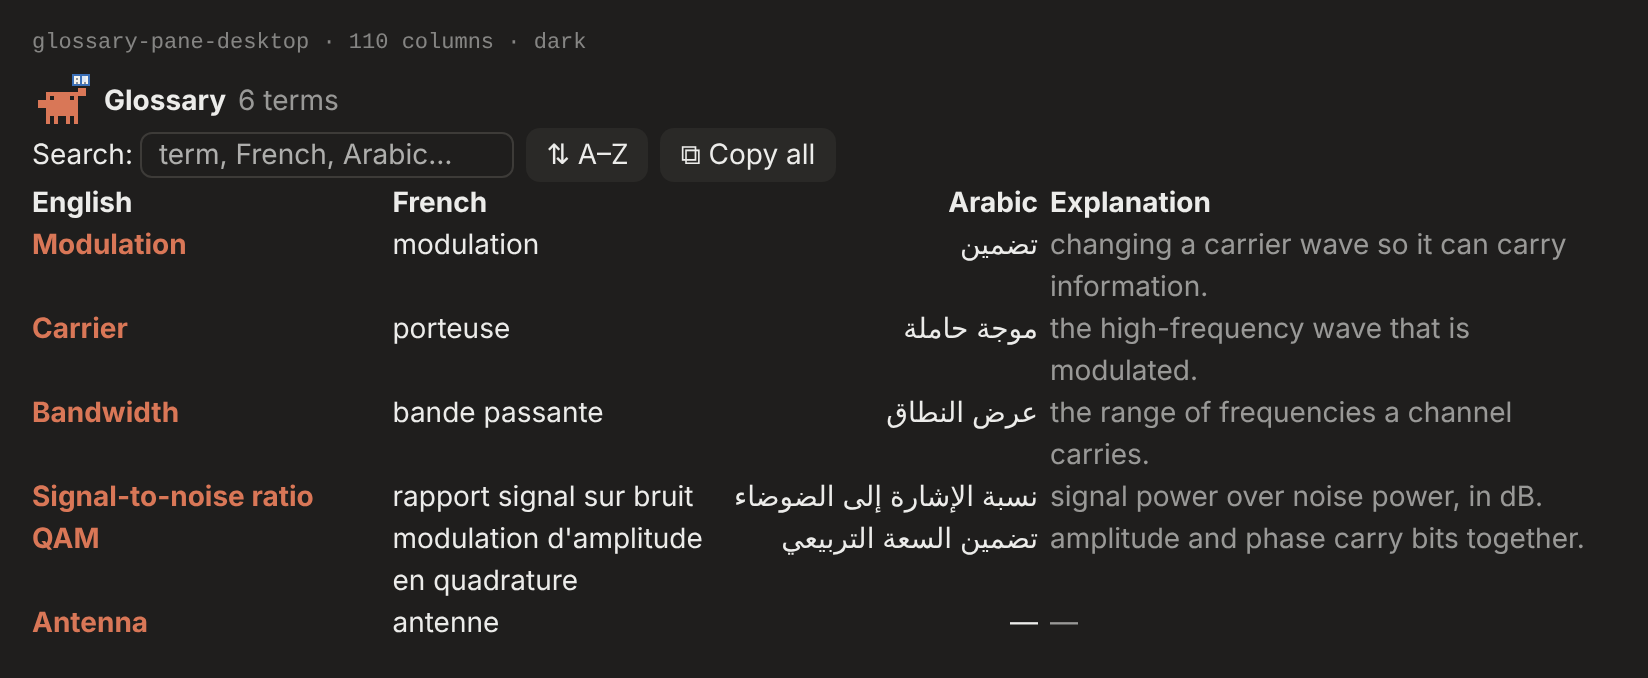 glossary-pane-desktop · 110 columns · dark
Glossary 6 terms
Search: term, French, Arabic... ⇅ A–Z ⧉ Copy all
English French Arabic Explanation
Modulation modulation تضمين changing a carrier wave so it can carry
information.
Carrier porteuse موجة حاملة the high-frequency wave that is
modulated.
Bandwidth bande passante عرض النطاق the range of frequencies a channel
carries.
Signal-to-noise ratio rapport signal sur bruit نسبة الإشارة إلى الضوضاء signal power over noise power, in dB.
QAM modulation d'amplitude تضمين السعة التربيعي amplitude and phase carry bits together.
en quadrature
Antenna antenne — —